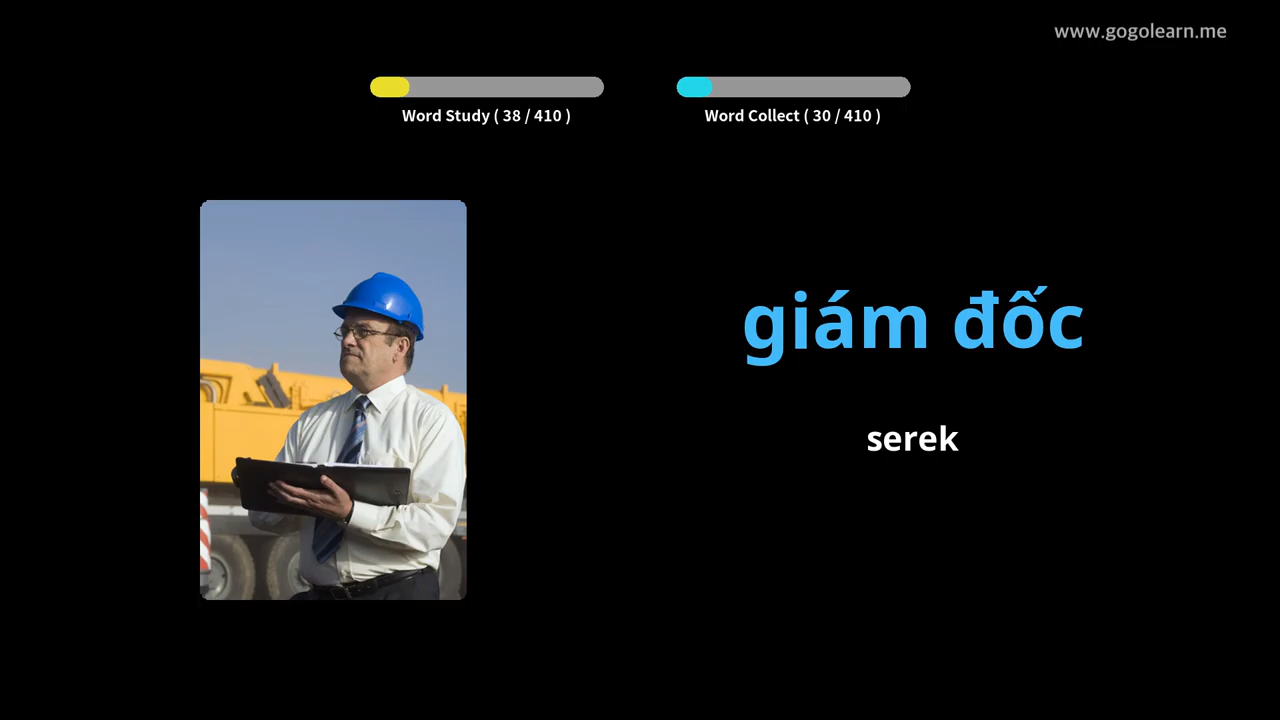 www.gogolearn.me
Word Study ( 38 / 410 )
Word Collect ( 30 / 410 )
giám đốc
serek